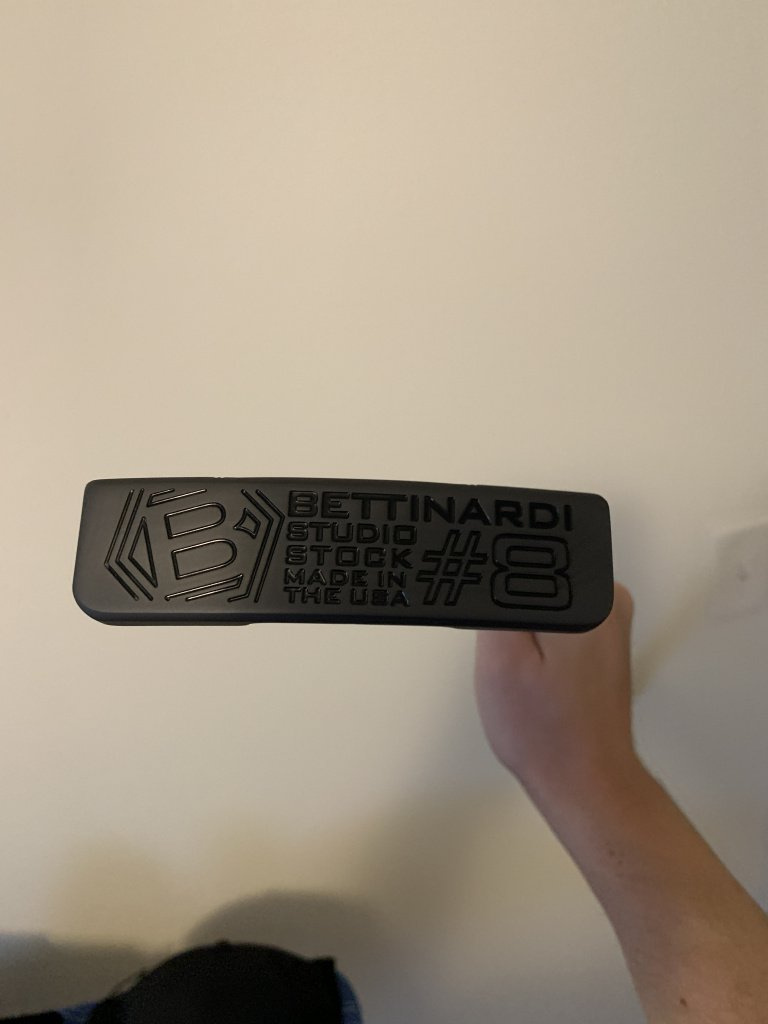 B
BETTINARDI
STUDIO
STOCK
MADE IN
THE USA
#8